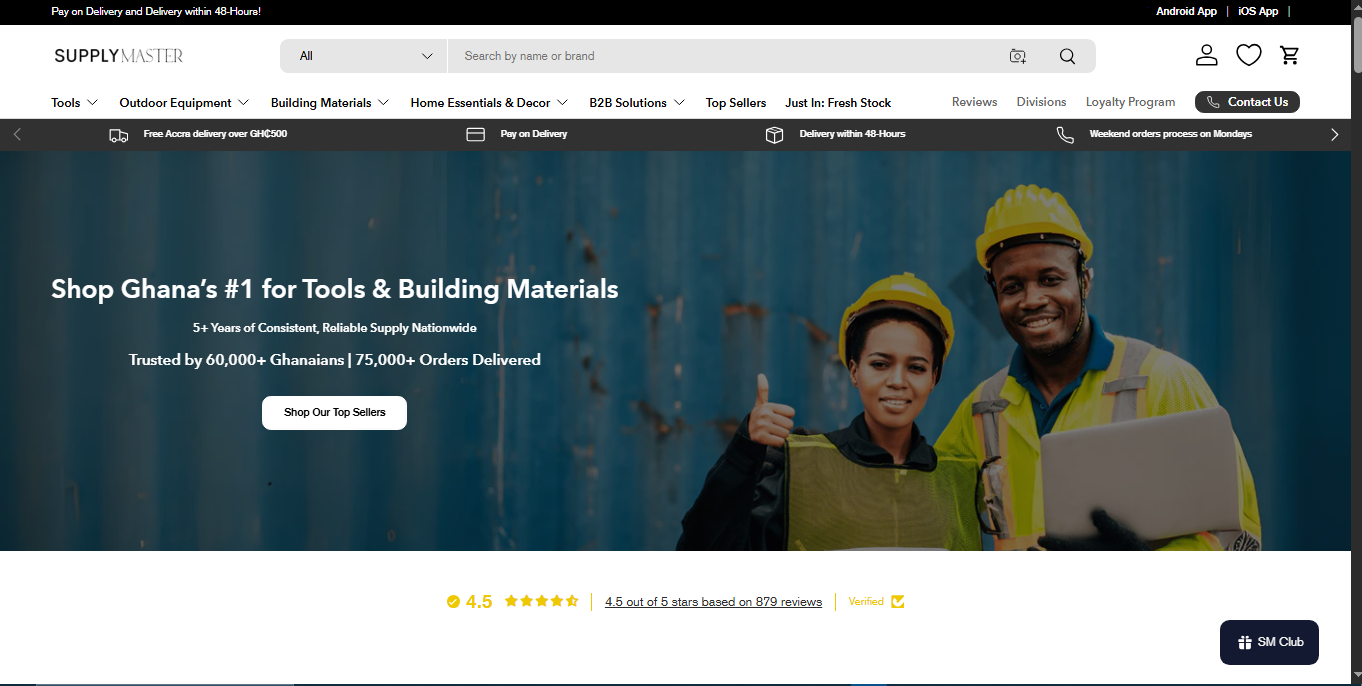 Pay on Delivery and Delivery within 48-Hours!
Android App | iOS App |
SUPPLYMASTER
All
Search by name or brand
Tools
Outdoor Equipment
Building Materials
Home Essentials & Decor
B2B Solutions
Top Sellers
Just In: Fresh Stock
Reviews
Divisions
Loyalty Program
Contact Us
Free Accra delivery over GH₵500
Pay on Delivery
Delivery within 48-Hours
Weekend orders process on Mondays
Shop Ghana’s #1 for Tools & Building Materials
5+ Years of Consistent, Reliable Supply Nationwide
Trusted by 60,000+ Ghanaians | 75,000+ Orders Delivered
Shop Our Top Sellers
4.5
4.5 out of 5 stars based on 879 reviews
Verified
SM Club